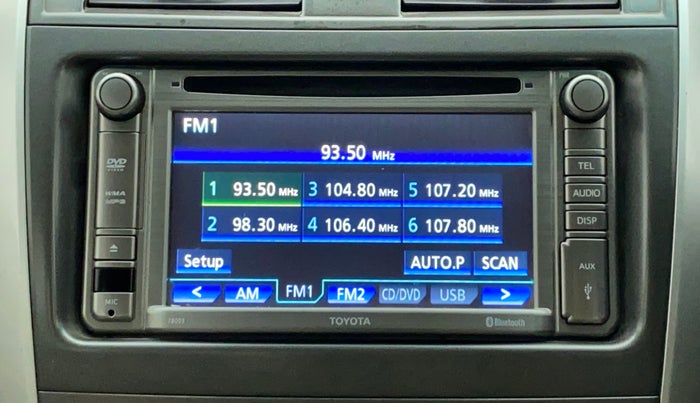 FM1
93.50 MHz
1 93.50 MHz 3 104.80 MHz 5 107.20 MHz
2 98.30 MHz 4 106.40 MHz 6 107.80 MHz
Setup AUTO.P SCAN
< AM FM1 FM2 CD/DVD USB >
DVD
VIDEO
WMA
MP3
MIC
TEL
AUDIO
DISP
AUX
TOYOTA
Bluetooth